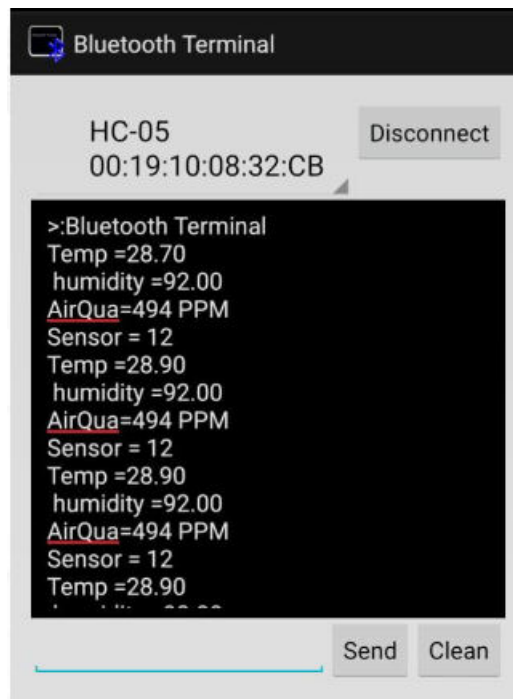 Bluetooth Terminal
HC-05
00:19:10:08:32:CB
Disconnect
>:Bluetooth Terminal
Temp =28.70
humidity =92.00
AirQua=494 PPM
Sensor = 12
Temp =28.90
humidity =92.00
AirQua=494 PPM
Sensor = 12
Temp =28.90
humidity =92.00
AirQua=494 PPM
Sensor = 12
Temp =28.90
Send
Clean